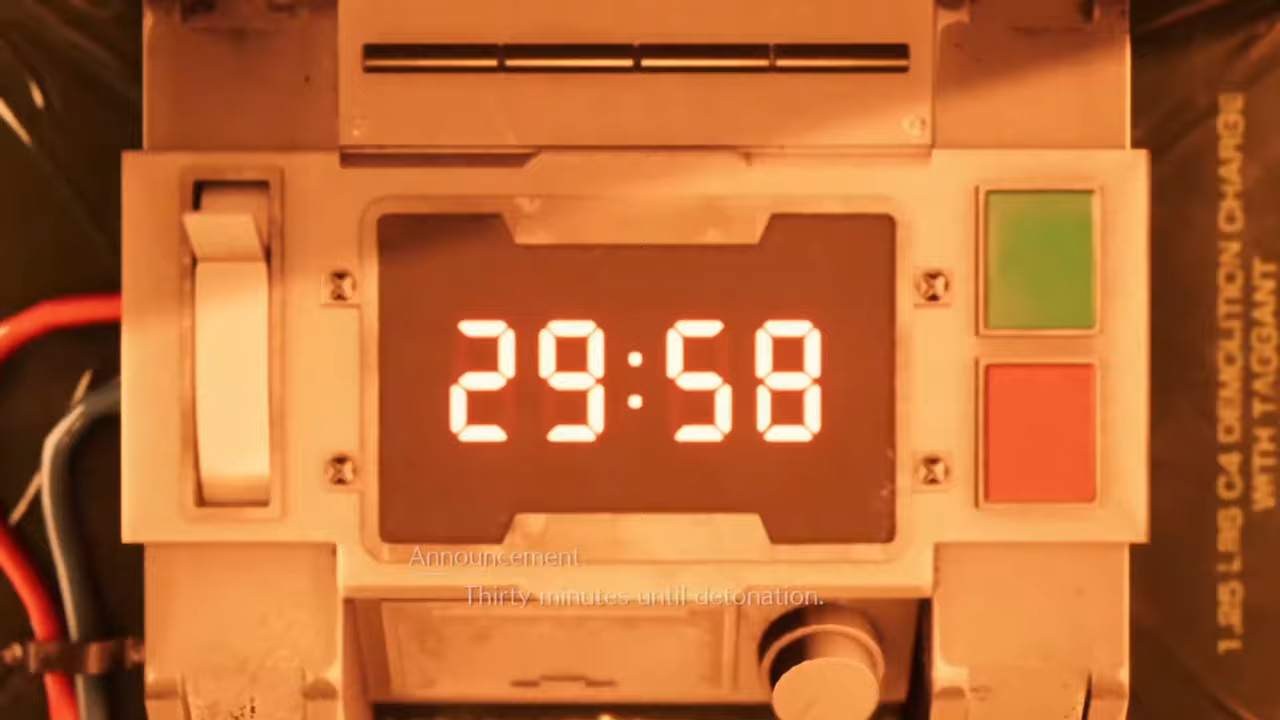 29:58
Announcement
Thirty minutes until detonation.
1.25 LBS C4 DEMOLITION CHARGE
WITH TAGGANT